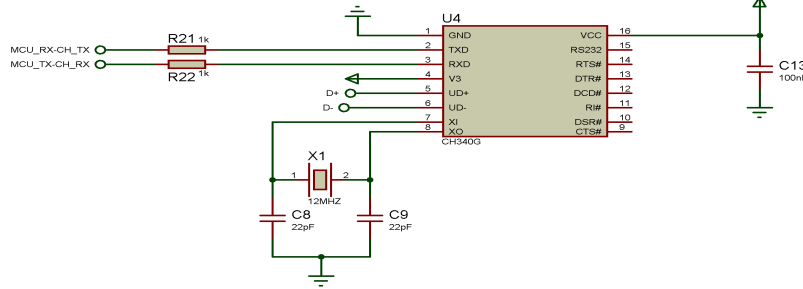 U4
R21 1k
MCU_RX-CH_TX
MCU_TX-CH_RX
R22 1k
1 GND VCC 16
2 TXD RS232 15
3 RXD RTS# 14
4 V3 DTR# 13
D+ 5 UD+ DCD# 12
D- 6 UD- RI# 11
7 XI DSR# 10
8 XO CTS# 9
CH340G
C13
100n
X1
1 2
12MHZ
C8 C9
22pF 22pF